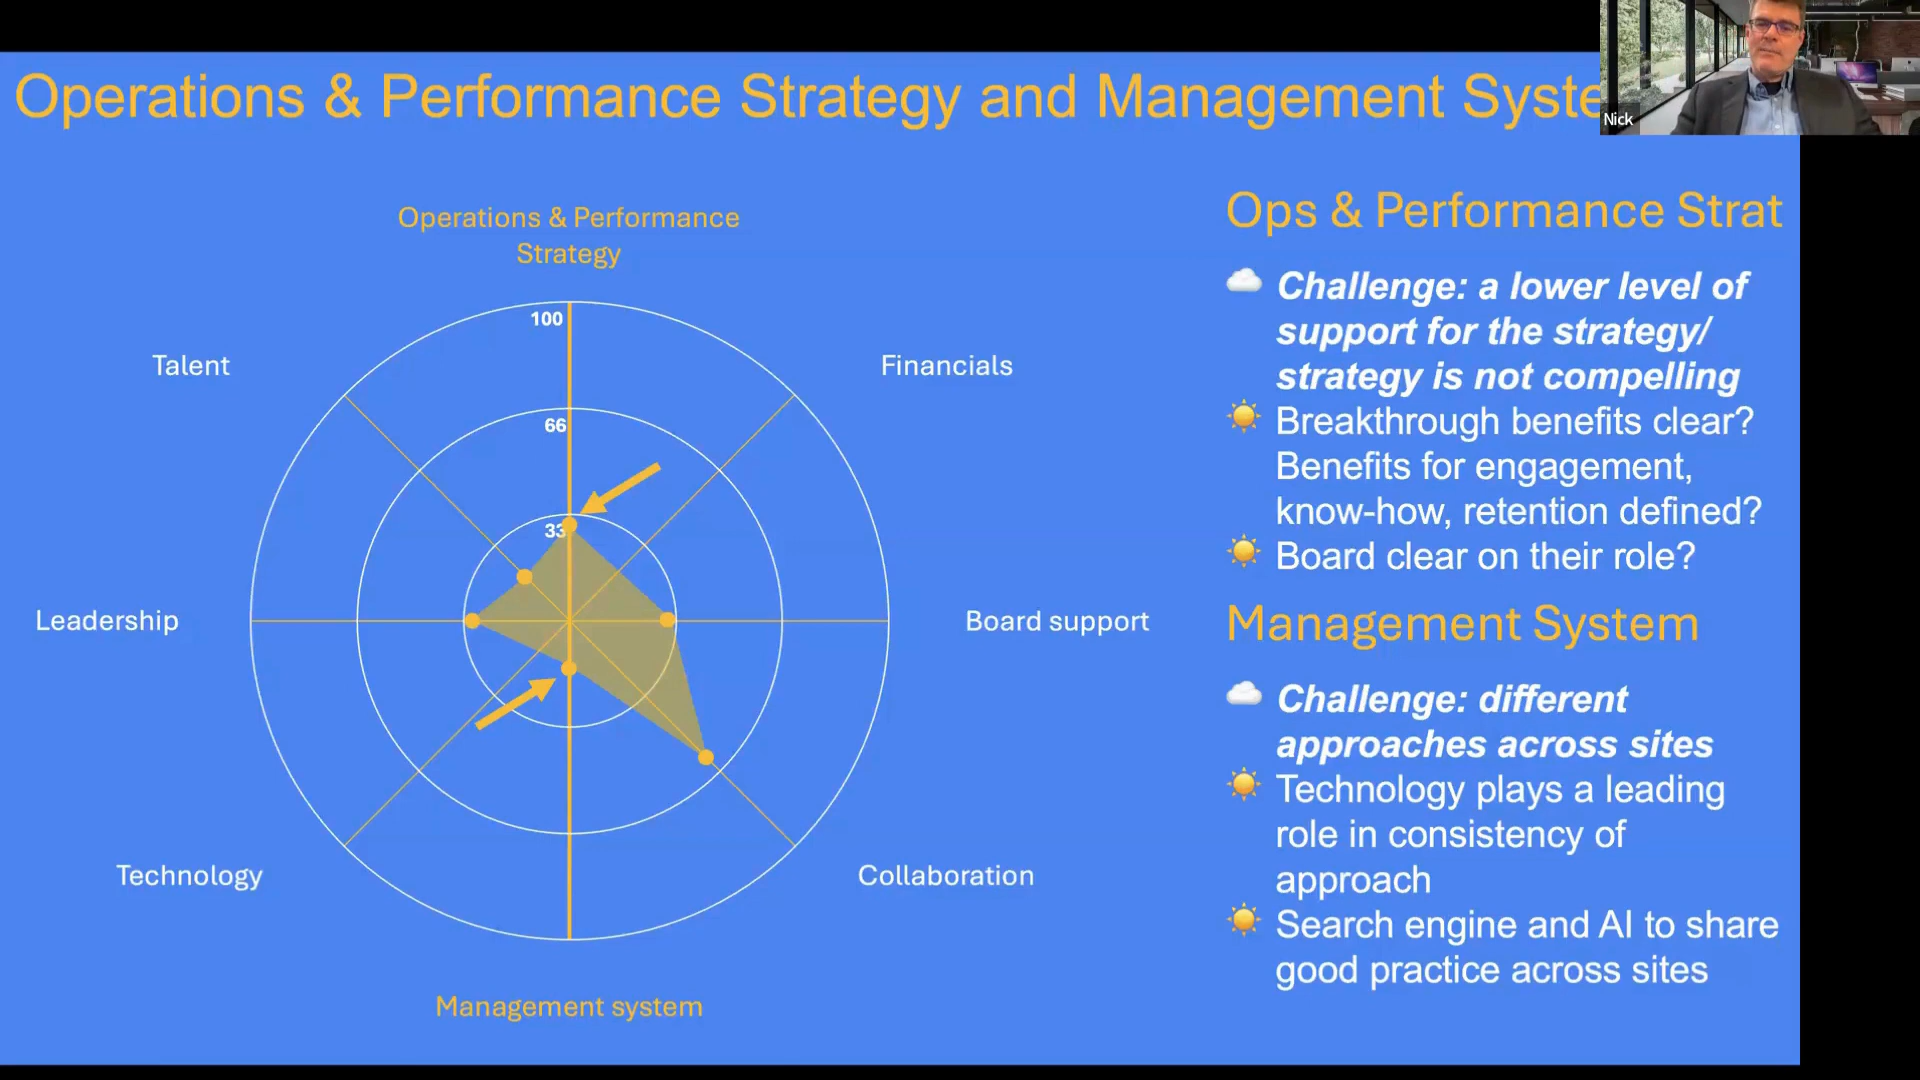 Operations & Performance Strategy and Management Syste
Nick
Operations & Performance
Strategy
100
66
33
Talent
Financials
Leadership
Board support
Technology
Collaboration
Management system
Ops & Performance Strat
Challenge: a lower level of
support for the strategy/
strategy is not compelling
Breakthrough benefits clear?
Benefits for engagement,
know-how, retention defined?
Board clear on their role?
Management System
Challenge: different
approaches across sites
Technology plays a leading
role in consistency of
approach
Search engine and AI to share
good practice across sites